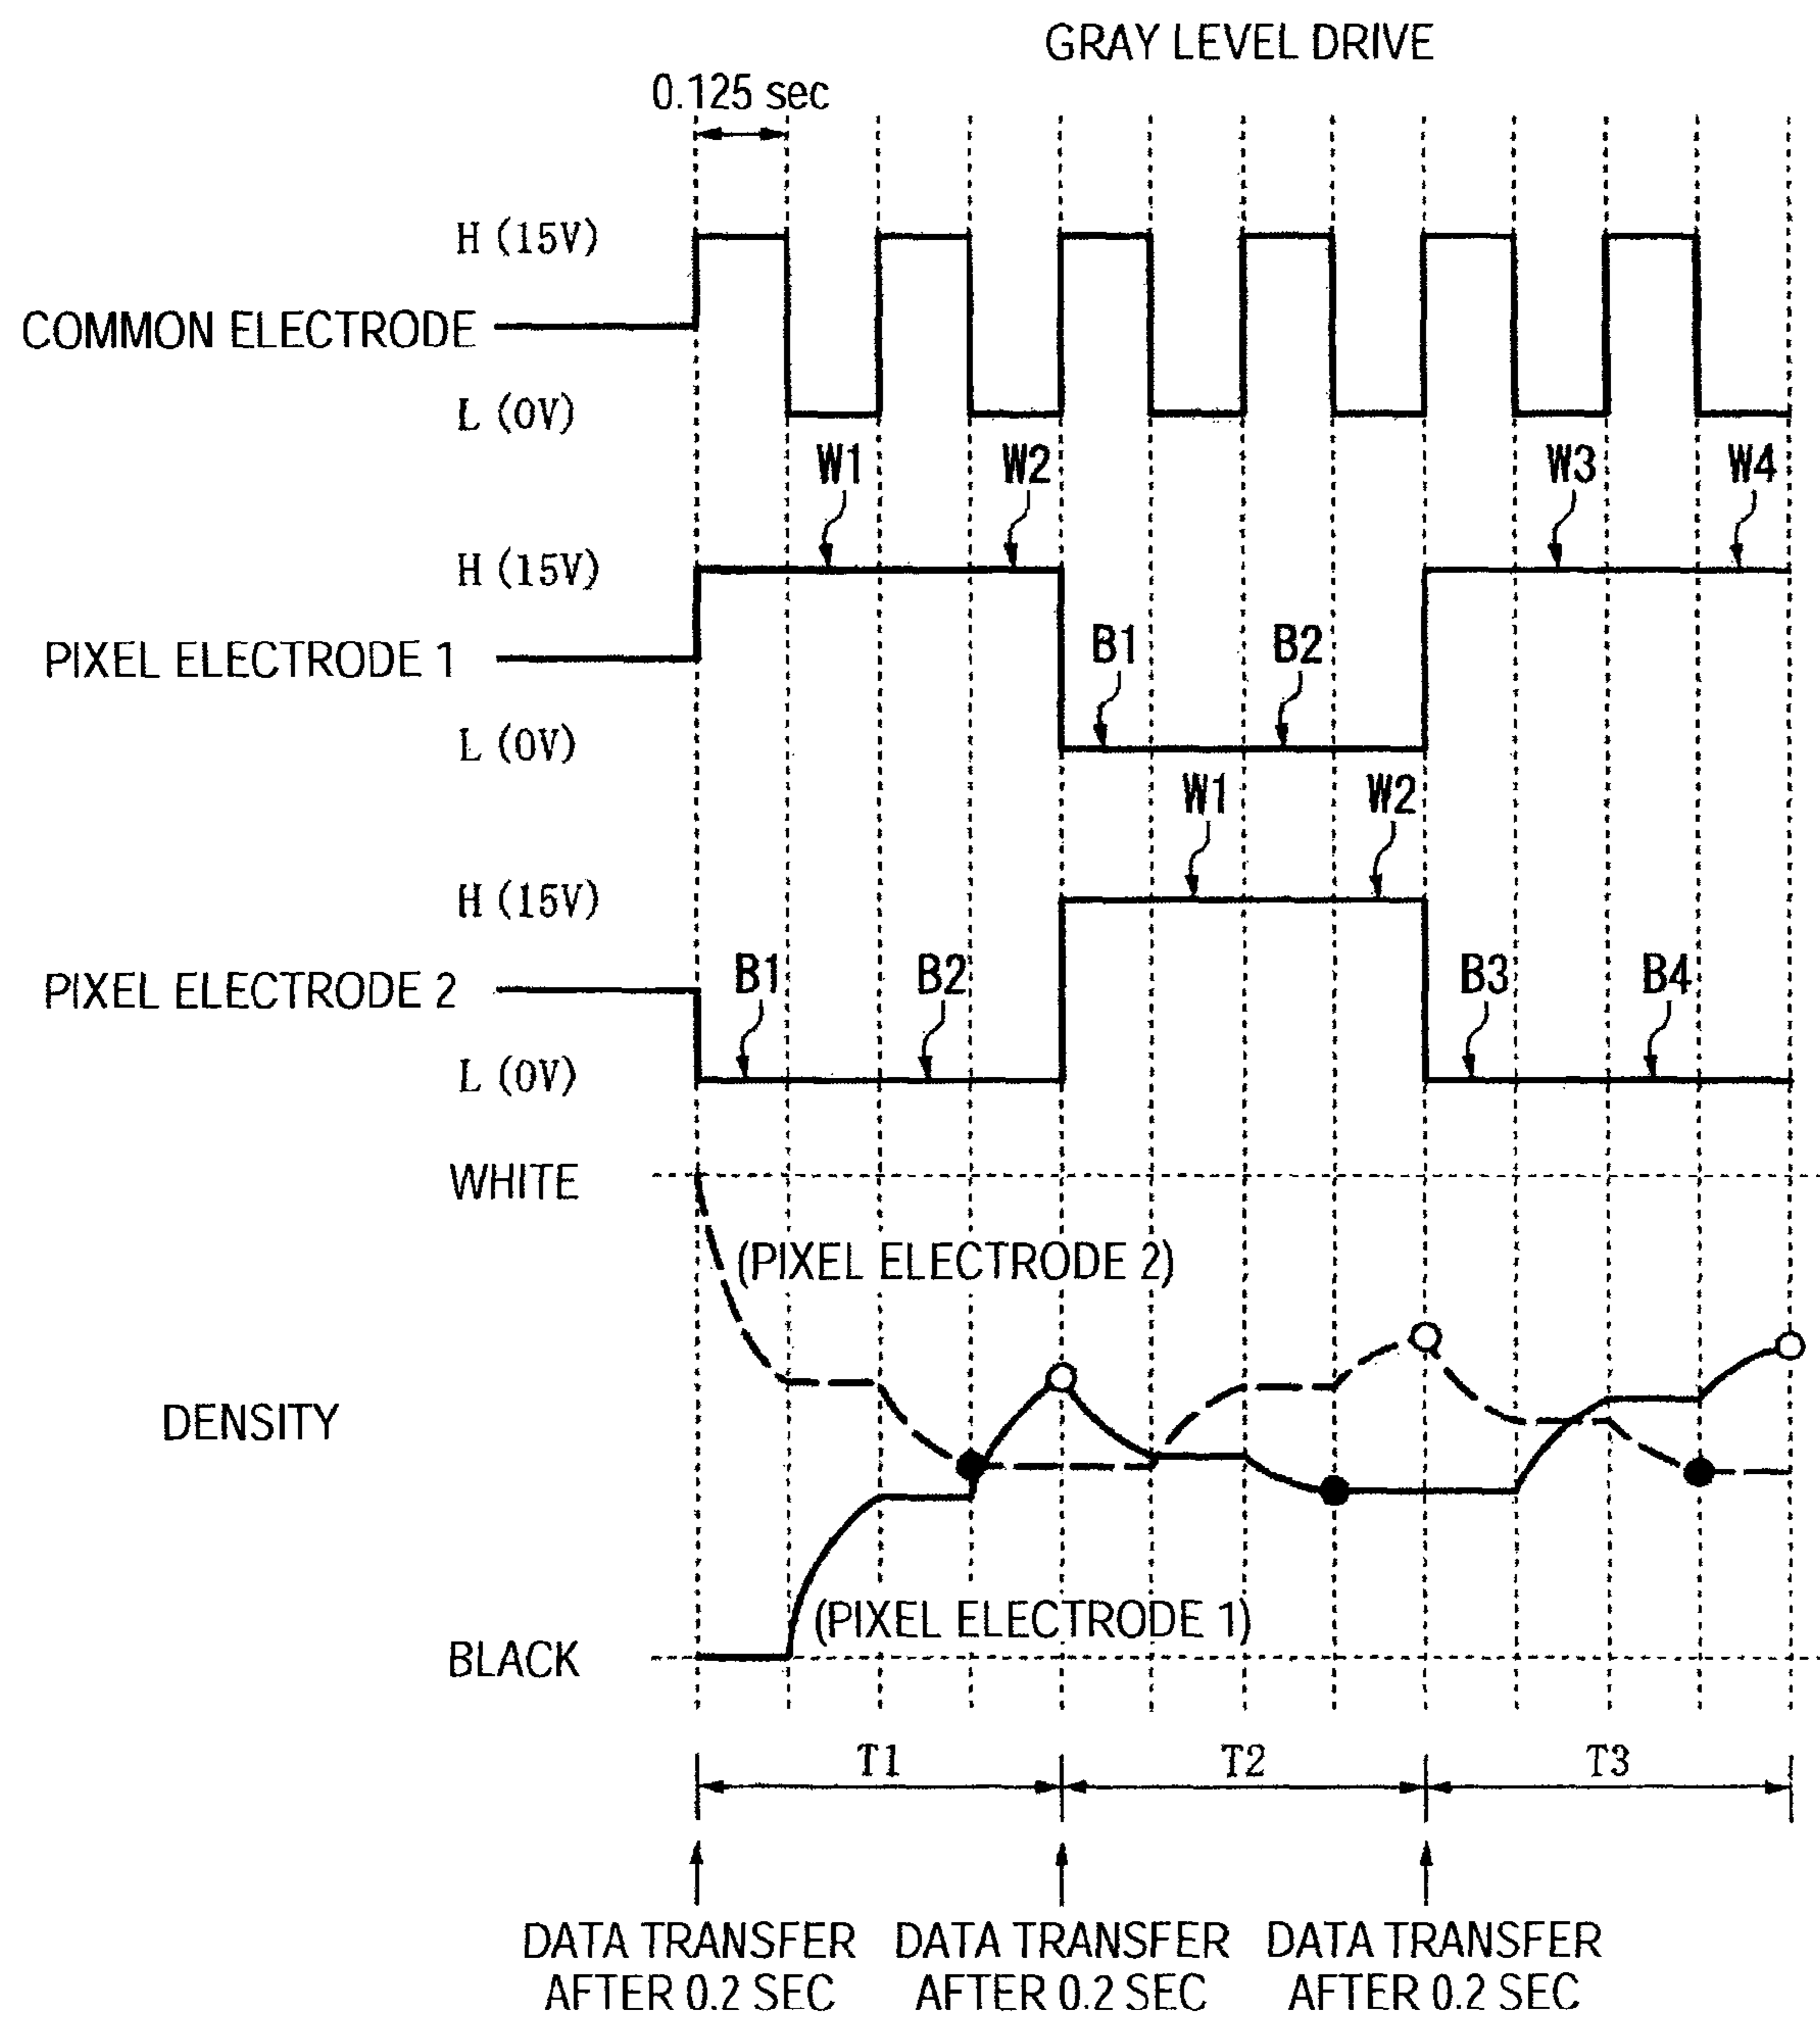 GRAY LEVEL DRIVE
0.125 sec
H (15V)
COMMON ELECTRODE
L (0V)
W1
W2
W3
W4
H (15V)
PIXEL ELECTRODE 1
B1
B2
L (0V)
W1
W2
H (15V)
PIXEL ELECTRODE 2
B1
B2
B3
B4
L (0V)
WHITE
(PIXEL ELECTRODE 2)
DENSITY
(PIXEL ELECTRODE 1)
BLACK
T1
T2
T3
DATA TRANSFER
AFTER 0.2 SEC
DATA TRANSFER
AFTER 0.2 SEC
DATA TRANSFER
AFTER 0.2 SEC